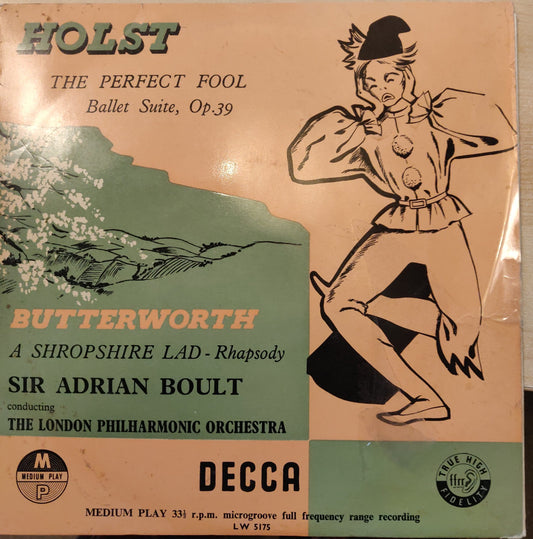 HOLST
THE PERFECT FOOL
Ballet Suite, Op.39
BUTTERWORTH
A SHROPSHIRE LAD - Rhapsody
SIR ADRIAN BOULT
conducting
THE LONDON PHILHARMONIC ORCHESTRA
M
MEDIUM PLAY
P
DECCA
TRUE HIGH
ffrr
FIDELITY
MEDIUM PLAY 33⅓ r.p.m. microgroove full frequency range recording
LW 5175